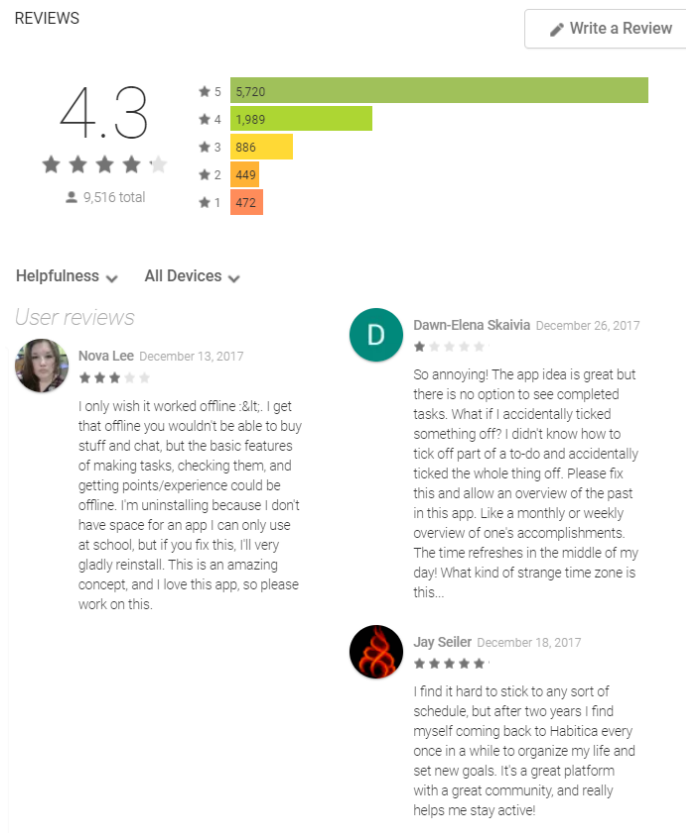 REVIEWS
Write a Review
4.3
9,516 total
5 5,720
4 1,989
3 886
2 449
1 472
Helpfulness
All Devices
User reviews
Nova Lee December 13, 2017
I only wish it worked offline :&lt;. I get
that offline you wouldn't be able to buy
stuff and chat, but the basic features
of making tasks, checking them, and
getting points/experience could be
offline. I'm uninstalling because I don't
have space for an app I can only use
at school, but if you fix this, I'll very
gladly reinstall. This is an amazing
concept, and I love this app, so please
work on this.
D
Dawn-Elena Skaivia December 26, 2017
So annoying! The app idea is great but
there is no option to see completed
tasks. What if I accidentally ticked
something off? I didn't know how to
tick off part of a to-do and accidentally
ticked the whole thing off. Please fix
this and allow an overview of the past
in this app. Like a monthly or weekly
overview of one's accomplishments.
The time refreshes in the middle of my
day! What kind of strange time zone is
this...
Jay Seiler December 18, 2017
I find it hard to stick to any sort of
schedule, but after two years I find
myself coming back to Habitica every
once in a while to organize my life and
set new goals. It's a great platform
with a great community, and really
helps me stay active!